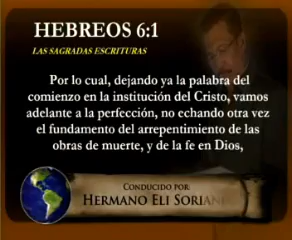 HEBREOS 6:1
LAS SAGRADAS ESCRITURAS
Por lo cual, dejando ya la palabra del
comienzo en la institución del Cristo, vamos
adelante a la perfección, no echando otra vez
el fundamento del arrepentimiento de las
obras de muerte, y de la fe en Dios,
CONDUCIDO POR:
HERMANO ELI SORIANO